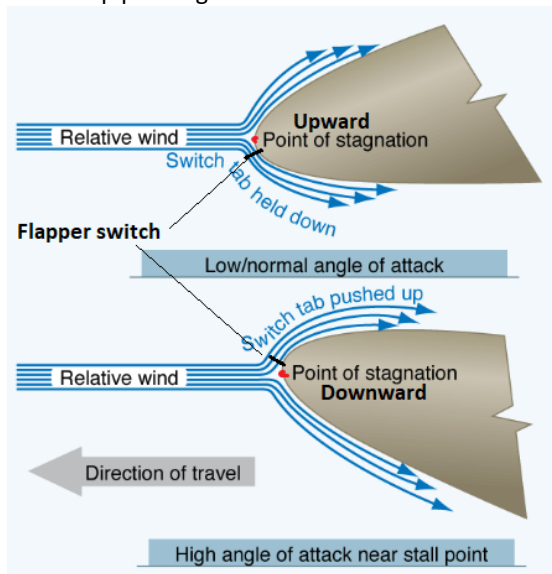 Upward
Relative wind
Point of stagnation
Switch tab held down
Flapper switch
Low/normal angle of attack
Switch tab pushed up
Relative wind
Point of stagnation
Downward
Direction of travel
High angle of attack near stall point